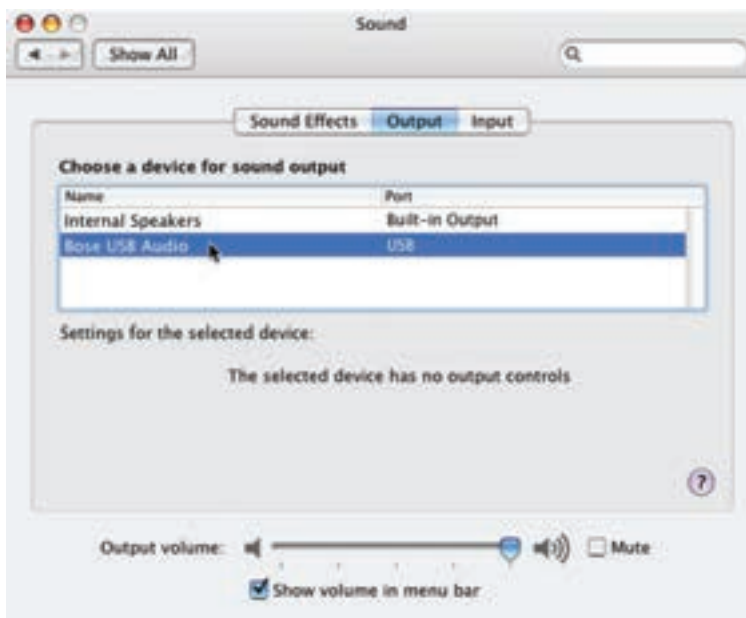 Sound
Show All
Sound Effects Output Input
Choose a device for sound output
Name Port
Internal Speakers Built-in Output
Bose USB Audio USB
Settings for the selected device:
The selected device has no output controls
?
Output volume: Mute
Show volume in menu bar